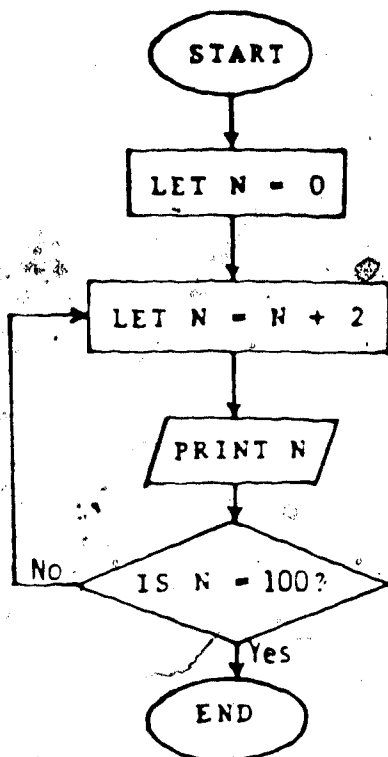 START
LET N = 0
LET N = N + 2
PRINT N
IS N = 100?
No
Yes
END